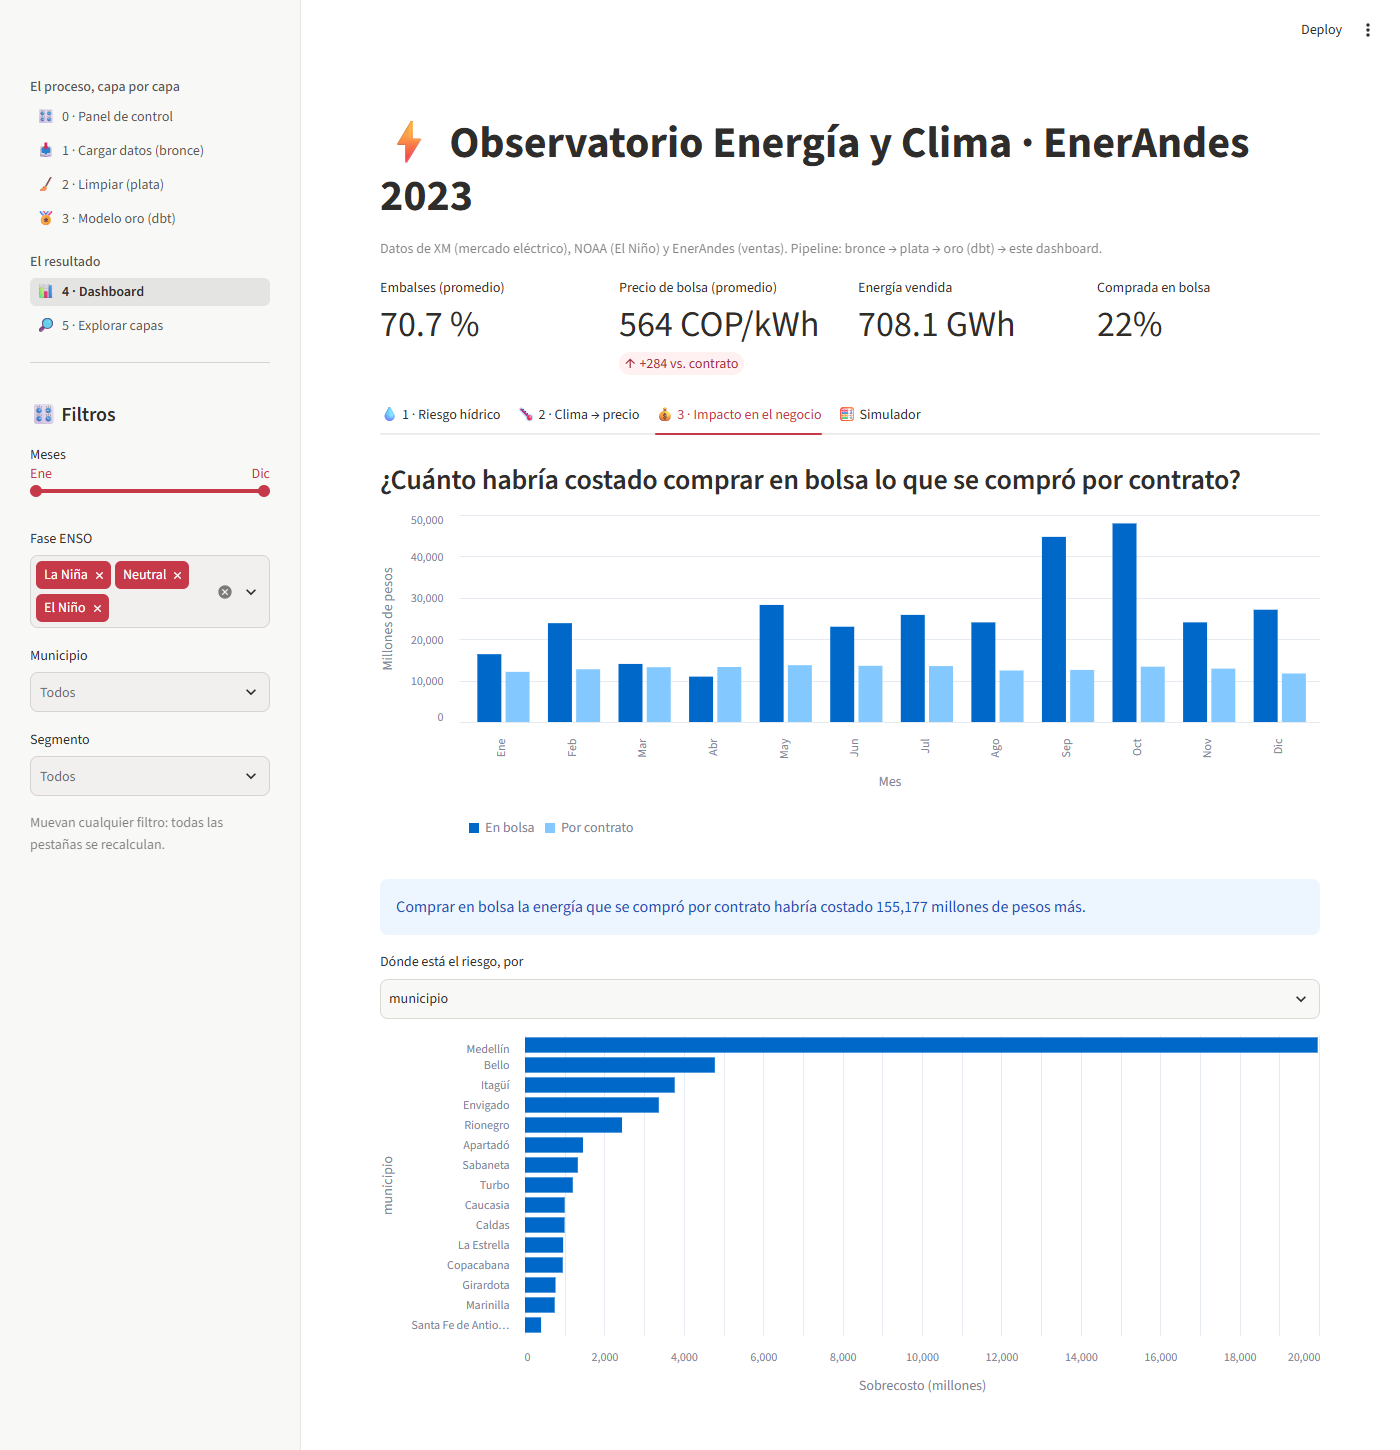 Deploy
El proceso, capa por capa
0 · Panel de control
1 · Cargar datos (bronce)
2 · Limpiar (plata)
3 · Modelo oro (dbt)
El resultado
4 · Dashboard
5 · Explorar capas
Filtros
Meses
Ene Dic
Fase ENSO
La Niña × Neutral ×
El Niño ×
Municipio
Todos
Segmento
Todos
Muevan cualquier filtro: todas las
pestañas se recalculan.
Observatorio Energía y Clima · EnerAndes
2023
Datos de XM (mercado eléctrico), NOAA (El Niño) y EnerAndes (ventas). Pipeline: bronce → plata → oro (dbt) → este dashboard.
Embalses (promedio)
70.7 %
Precio de bolsa (promedio)
564 COP/kWh
↑ +284 vs. contrato
Energía vendida
708.1 GWh
Comprada en bolsa
22%
1 · Riesgo hídrico
2 · Clima → precio
3 · Impacto en el negocio
Simulador
¿Cuánto habría costado comprar en bolsa lo que se compró por contrato?
Millones de pesos
50,000
40,000
30,000
20,000
10,000
0
Ene
Feb
Mar
Abr
May
Jun
Jul
Ago
Sep
Oct
Nov
Dic
Mes
En bolsa
Por contrato
Comprar en bolsa la energía que se compró por contrato habría costado 155,177 millones de pesos más.
Dónde está el riesgo, por
municipio
municipio
Medellín
Bello
Itagüí
Envigado
Rionegro
Apartadó
Sabaneta
Turbo
Caucasia
Caldas
La Estrella
Copacabana
Girardota
Marinilla
Santa Fe de Antio…
0 2,000 4,000 6,000 8,000 10,000 12,000 14,000 16,000 18,000 20,000
Sobrecosto (millones)